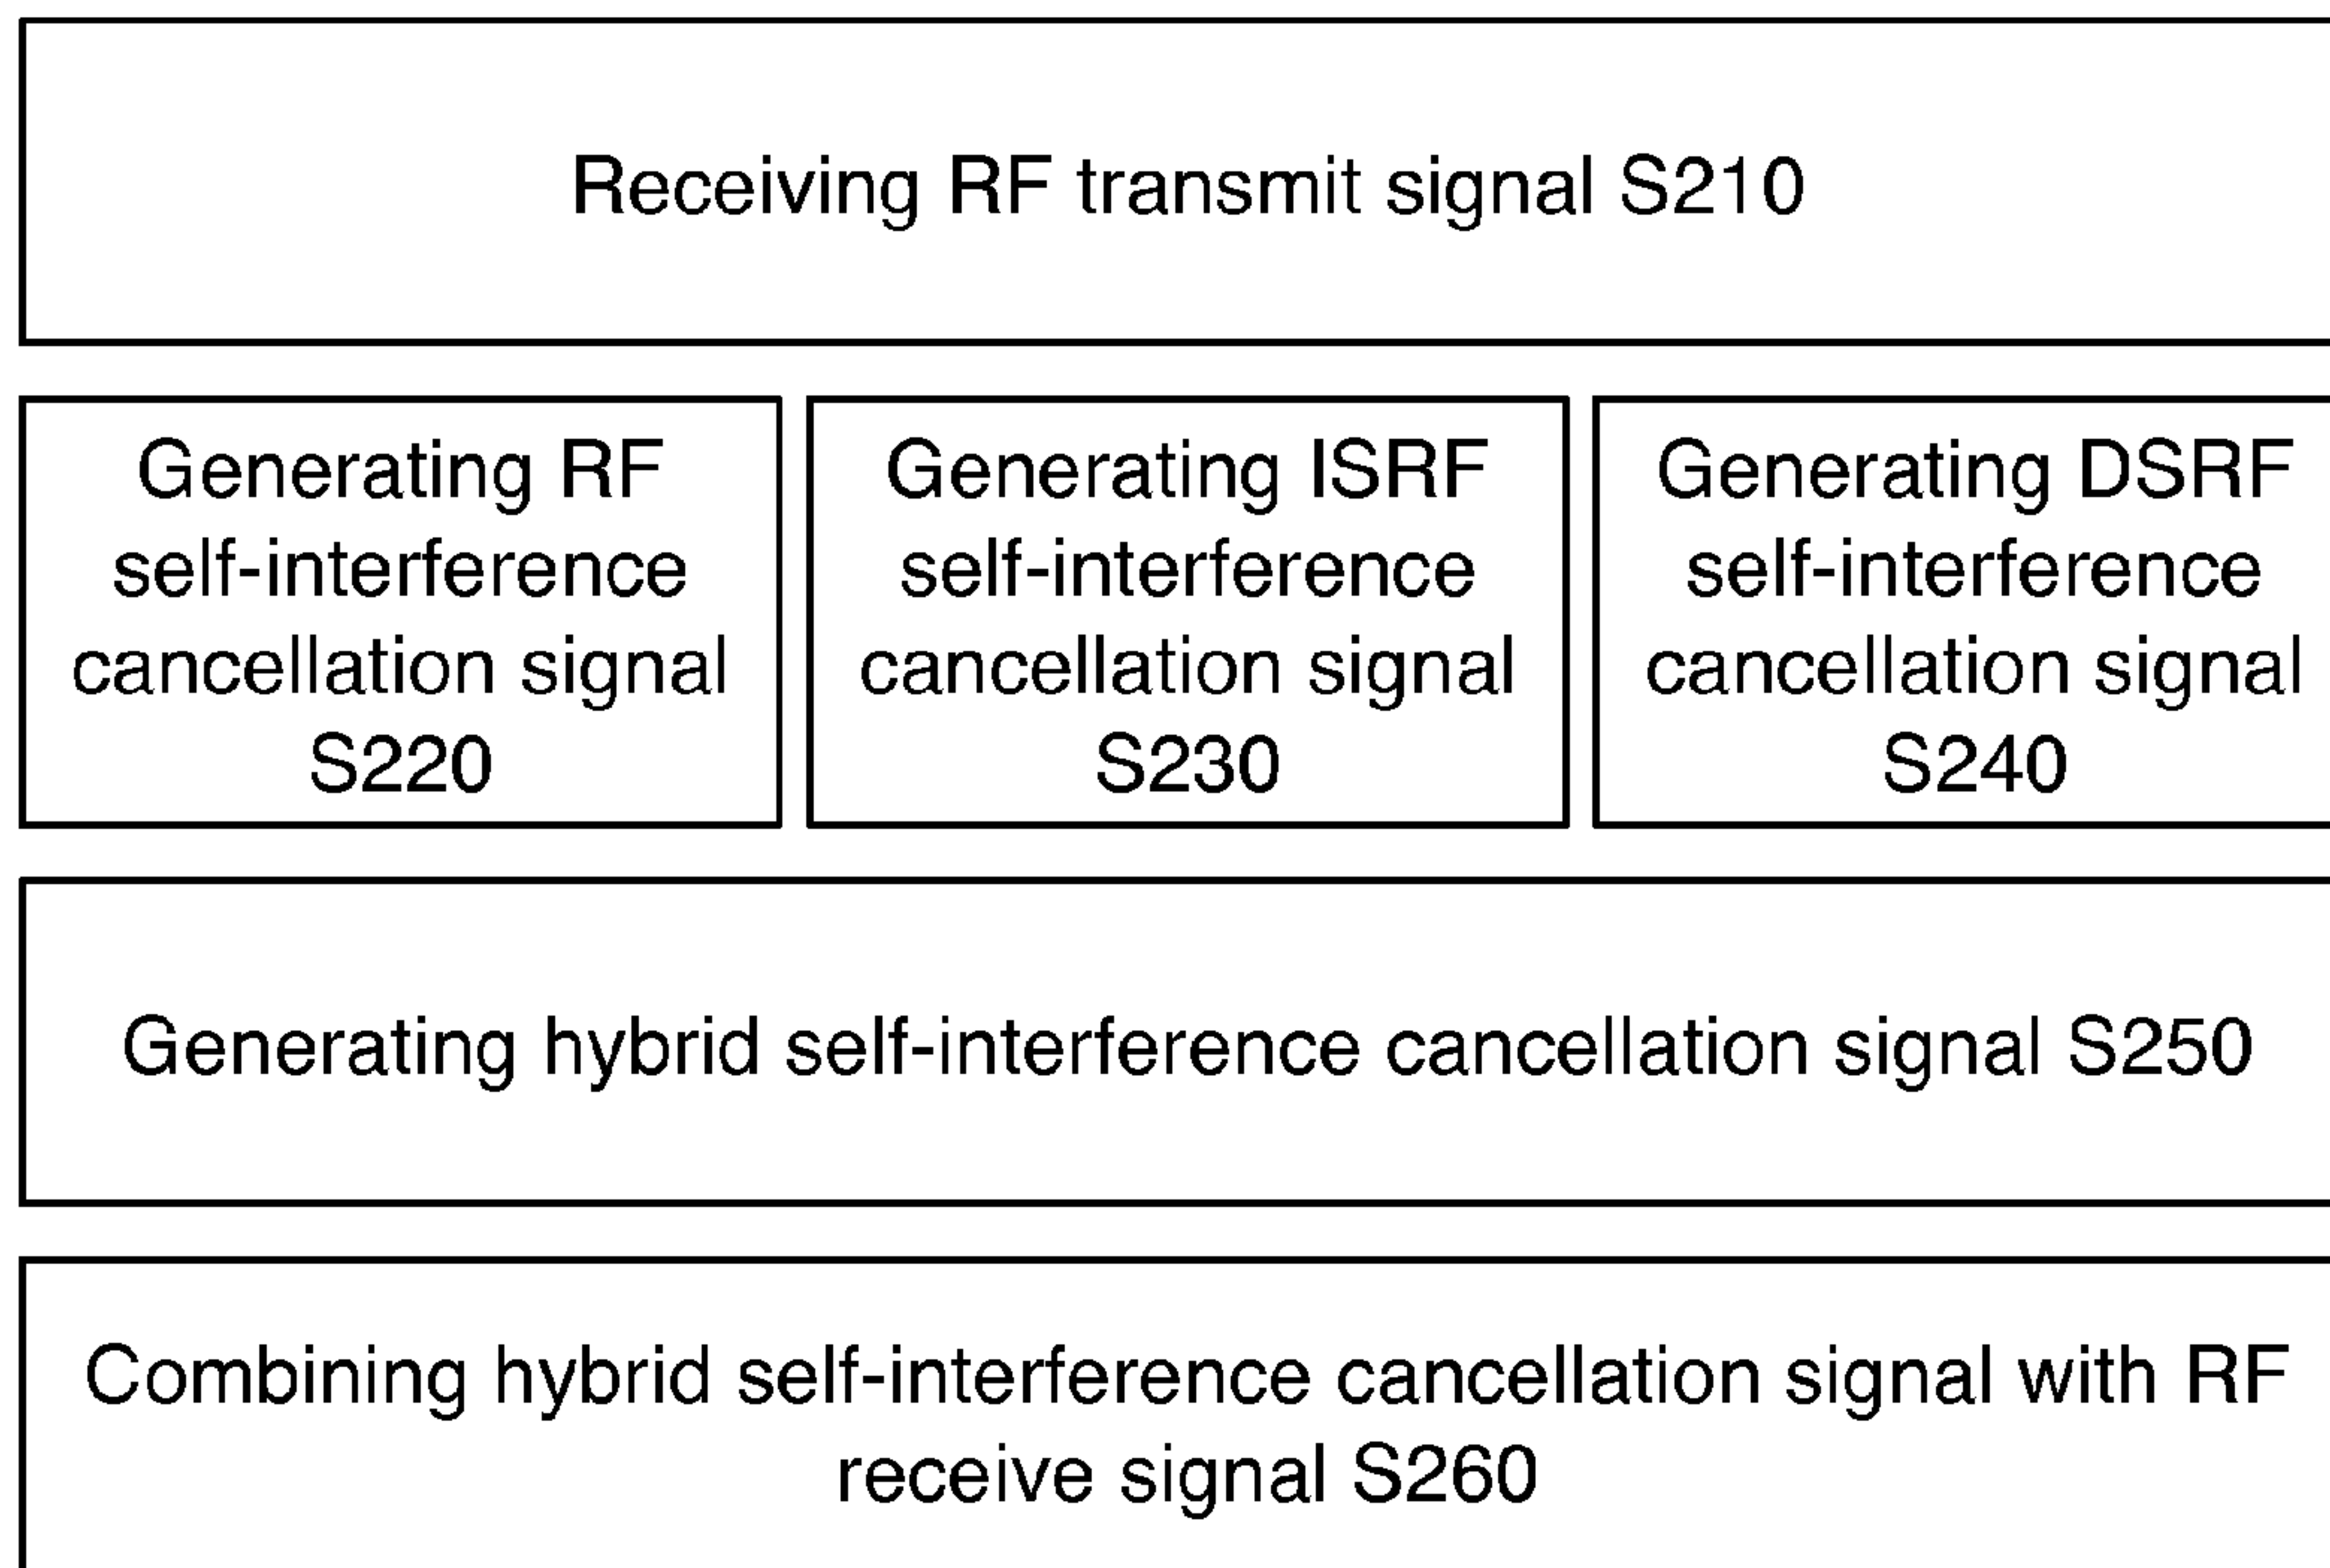 Receiving RF transmit signal S210
Generating RF
self-interference
cancellation signal
S220
Generating ISRF
self-interference
cancellation signal
S230
Generating DSRF
self-interference
cancellation signal
S240
Generating hybrid self-interference cancellation signal S250
Combining hybrid self-interference cancellation signal with RF
receive signal S260